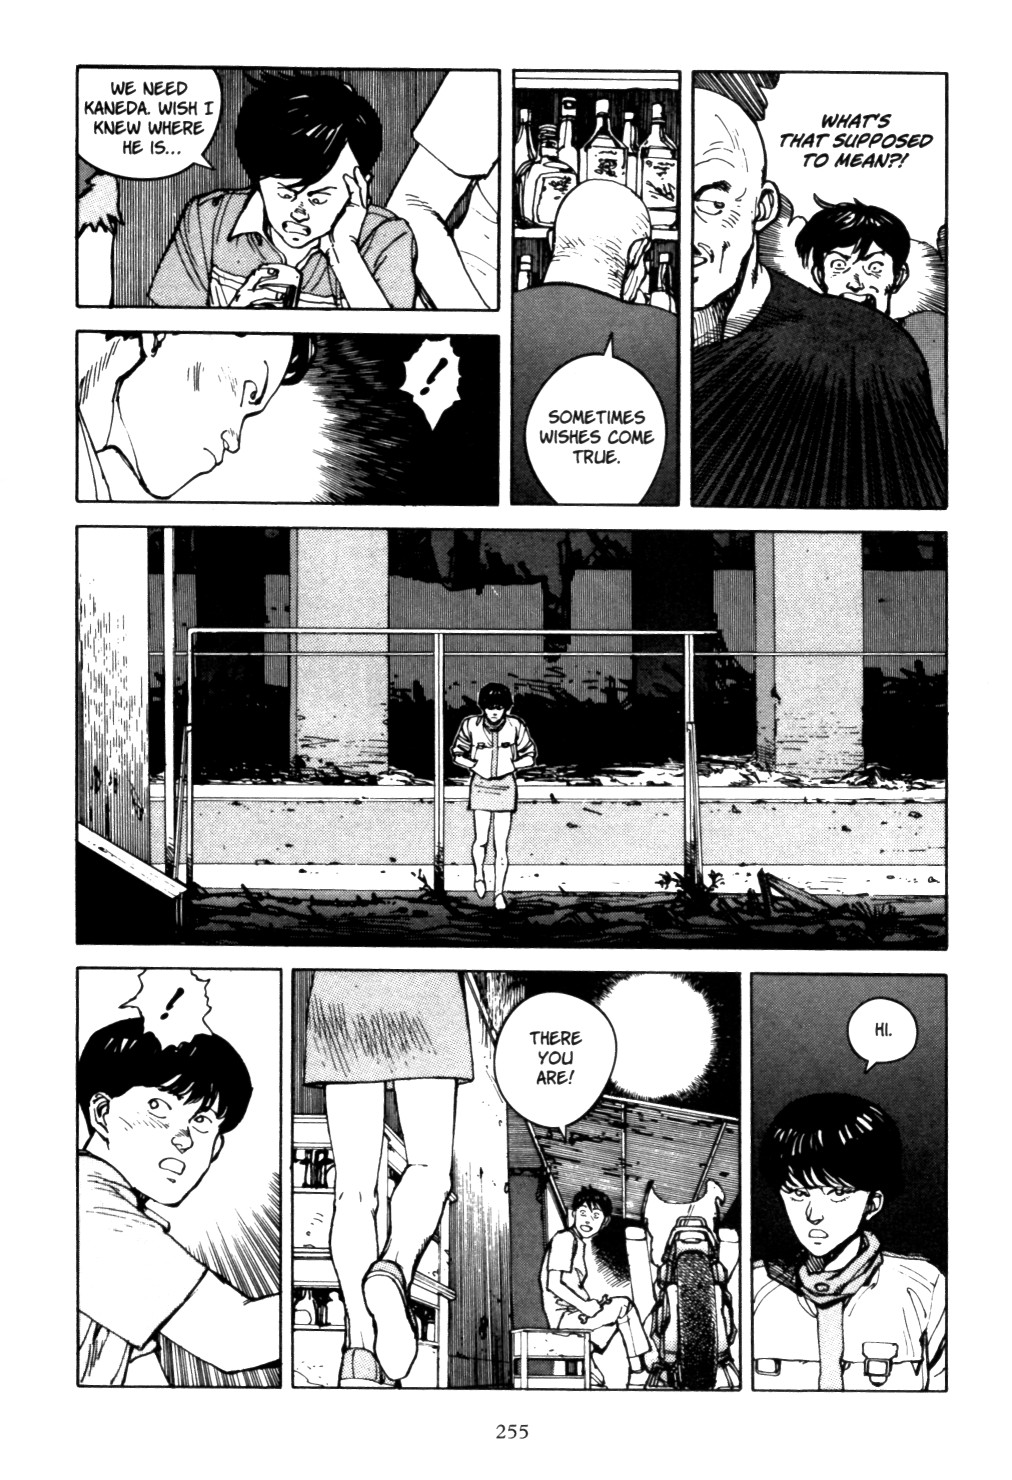 WE NEED
KANEDA. WISH I
KNEW WHERE
HE IS...
!
SOMETIMES
WISHES COME
TRUE.
WHAT'S
THAT SUPPOSED
TO MEAN?!
!
THERE
YOU
ARE!
HI.
255